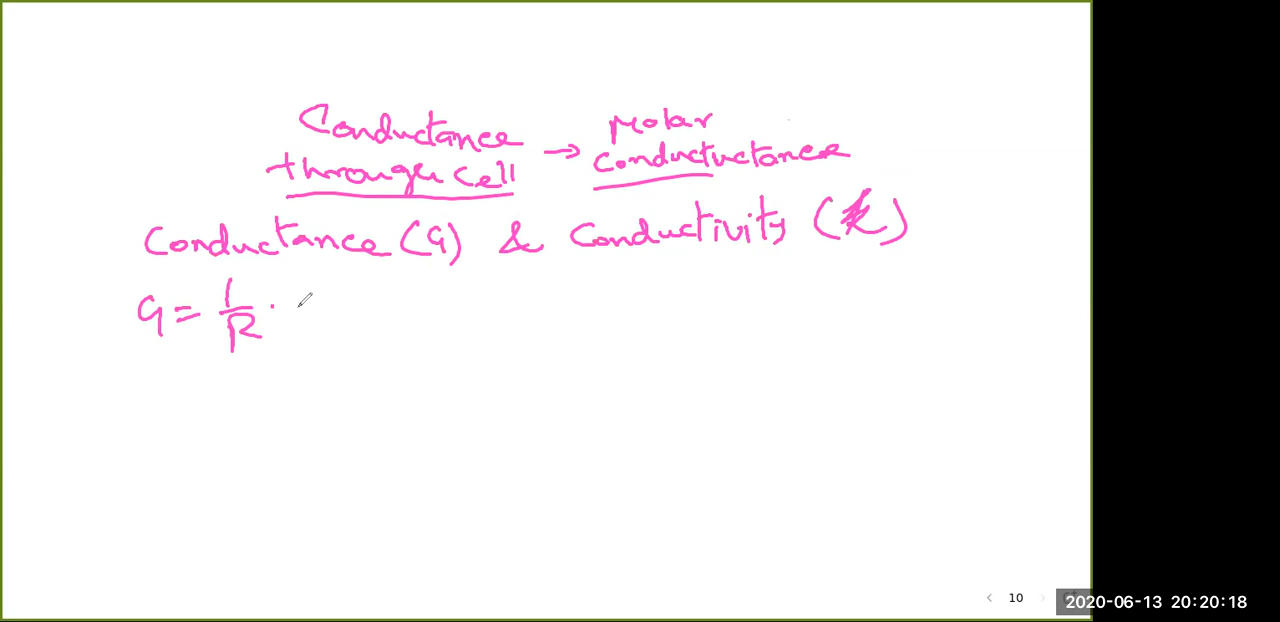 Conductance → molar
through cell conductuctance
Conductance (G) & Conductivity (K)
G = 1/R .
10
2020-06-13 20:20:18